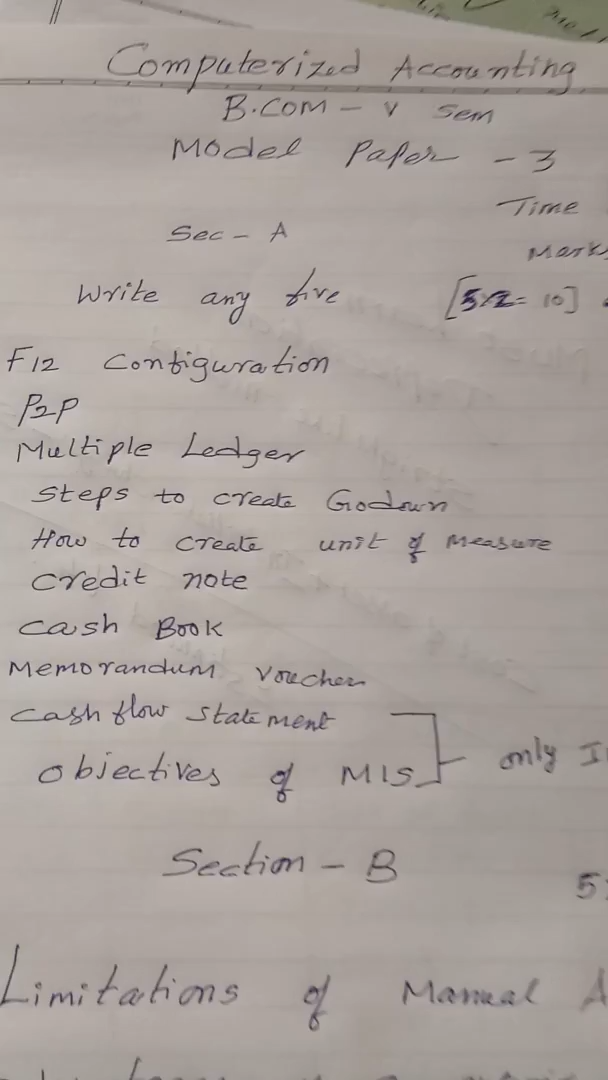 Computerized Accounting
B.COM - V Sem
Model Paper - 3
Time
Sec - A
Mark
Write any five [5x2= 10]
F12 Configuration
P2P
Multiple Ledger
Steps to create Godown
How to create unit of Measure
Credit note
Cash Book
Memorandum Voucher
Cash flow statement
Objectives of MIS only
Section - B
5
Limitations of Manual A